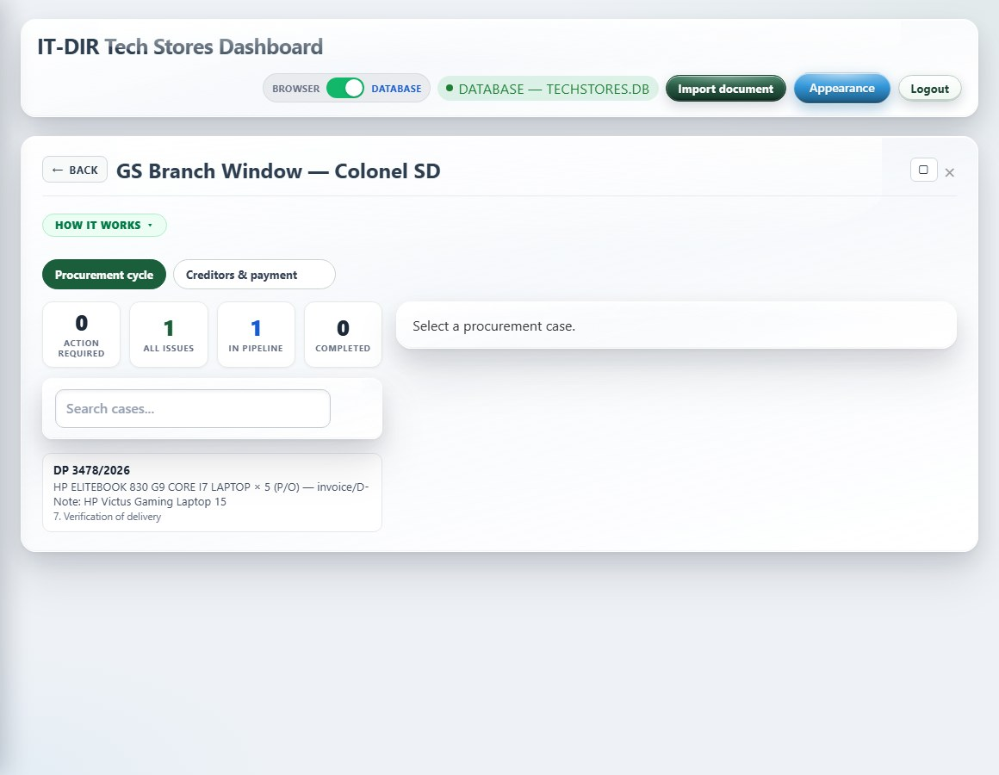 IT-DIR Tech Stores Dashboard
BROWSER DATABASE
DATABASE — TECHSTORES.DB
Import document
Appearance
Logout
← BACK
GS Branch Window — Colonel SD
×
HOW IT WORKS
Procurement cycle
Creditors & payment
0
ACTION
REQUIRED
1
ALL ISSUES
1
IN PIPELINE
0
COMPLETED
Select a procurement case.
Search cases...
DP 3478/2026
HP ELITEBOOK 830 G9 CORE I7 LAPTOP × 5 (P/O) — invoice/D-
Note: HP Victus Gaming Laptop 15
7. Verification of delivery